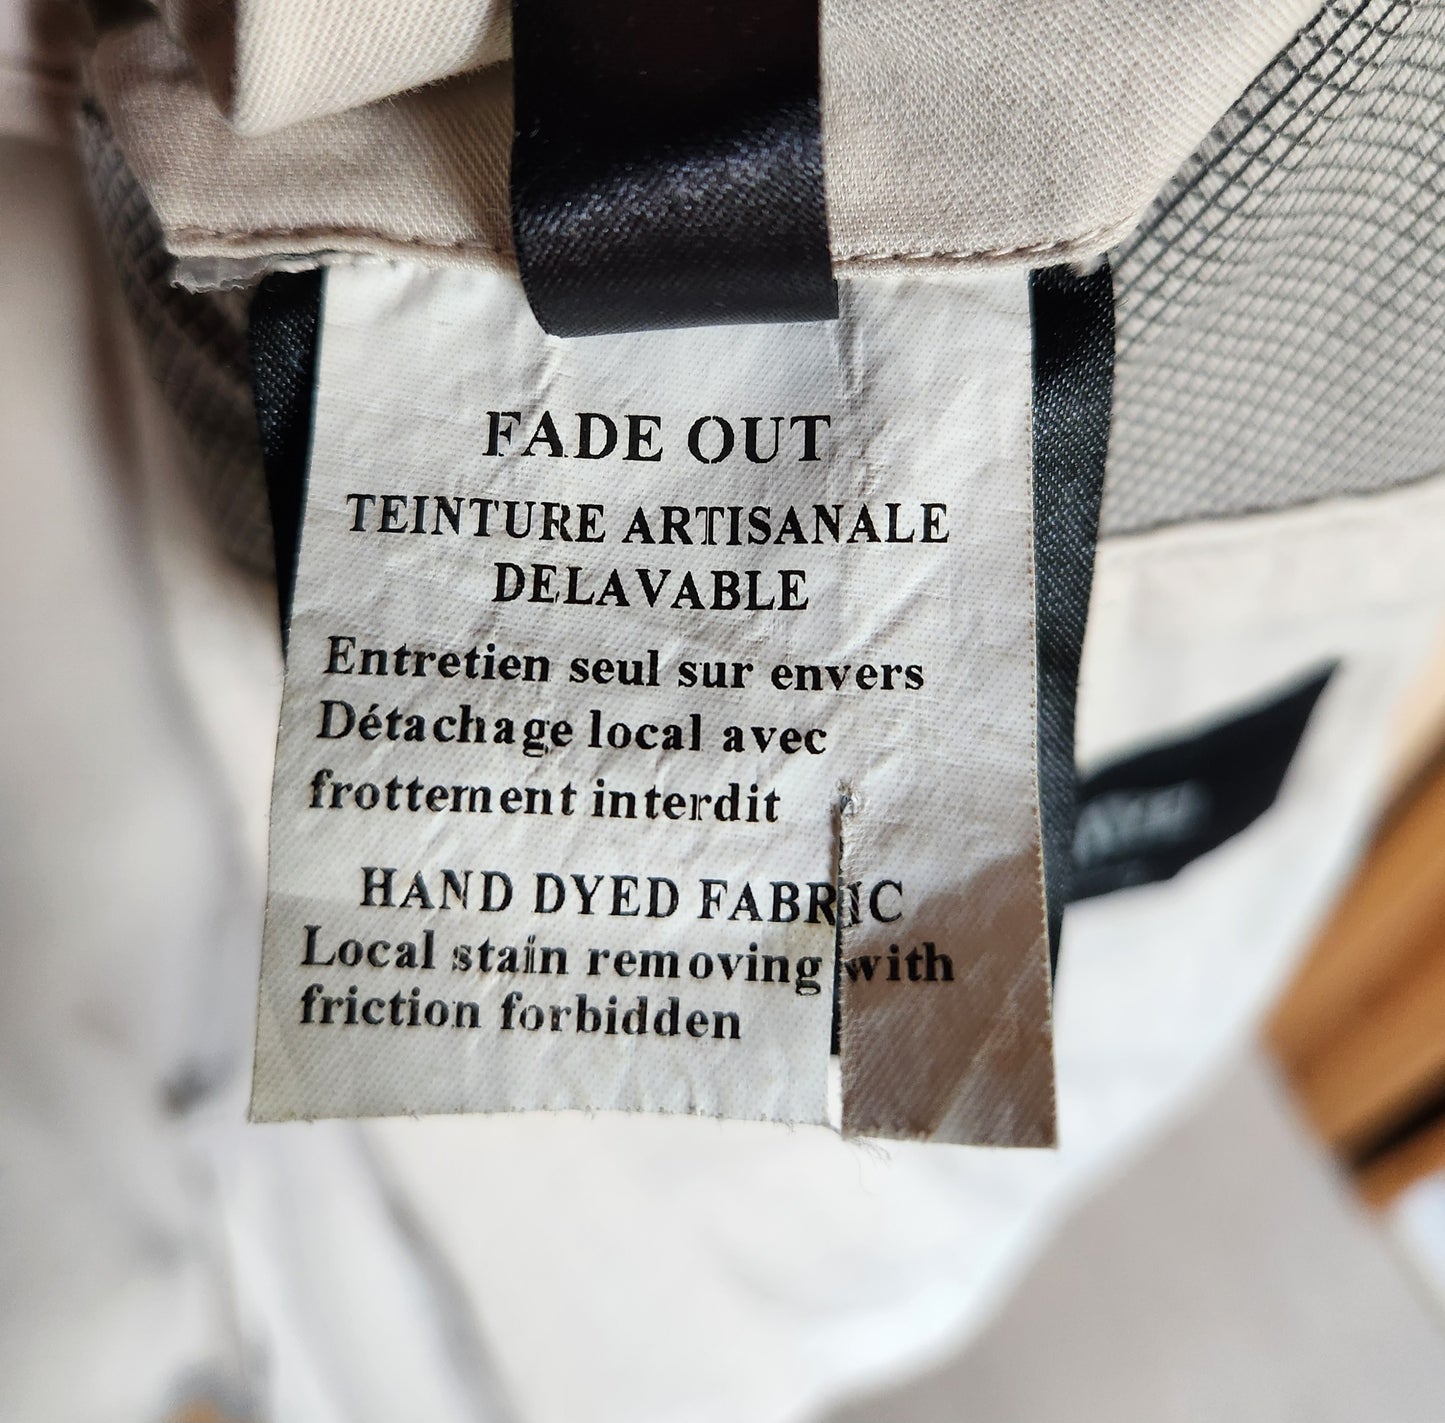 FADE OUT
TEINTURE ARTISANALE
DELAVABLE
Entretien seul sur envers
Détachage local avec
frottement interdit
HAND DYED FABRIC
Local stain removing with
friction forbidden